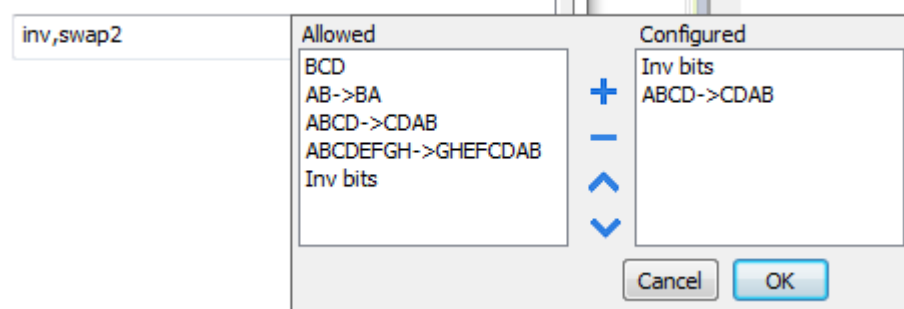 inv,swap2
Allowed
BCD
AB->BA
ABCD->CDAB
ABCDEFGH->GHEFCDAB
Inv bits
Configured
Inv bits
ABCD->CDAB
Cancel
OK